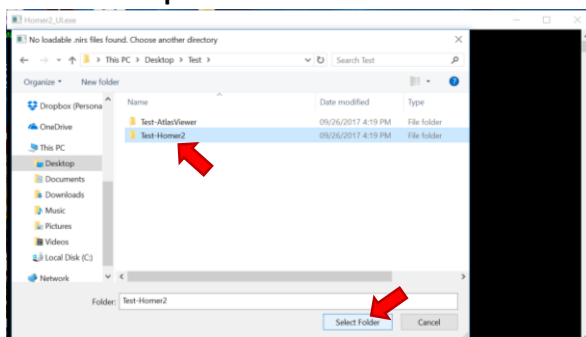 Homer2_UI.exe
No loadable .nirs files found. Choose another directory
This PC > Desktop > Test >
Search Test
Organize
New folder
Name
Date modified
Type
Dropbox (Persona
OneDrive
This PC
Desktop
Documents
Downloads
Music
Pictures
Videos
Local Disk (C:)
Network
Test-AtlasViewer
09/26/2017 4:19 PM
File folder
Test-Homer2
09/26/2017 4:19 PM
File folder
Folder:
Test-Homer2
Select Folder
Cancel